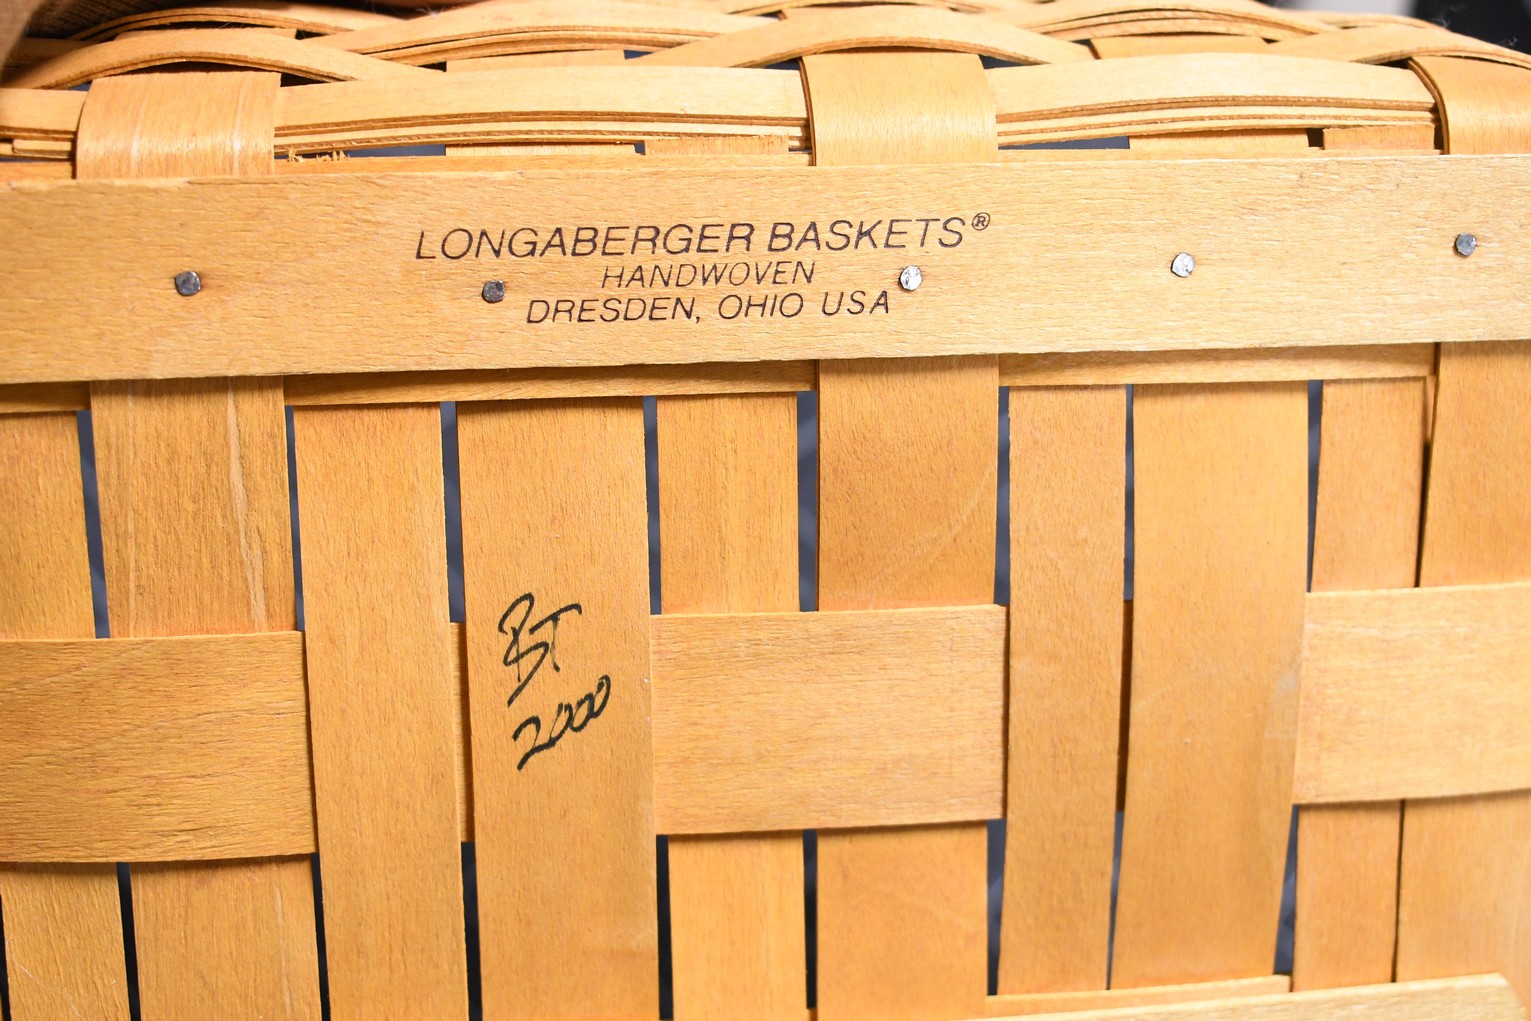 LONGABERGER BASKETS®
HANDWOVEN
DRESDEN, OHIO USA
2000